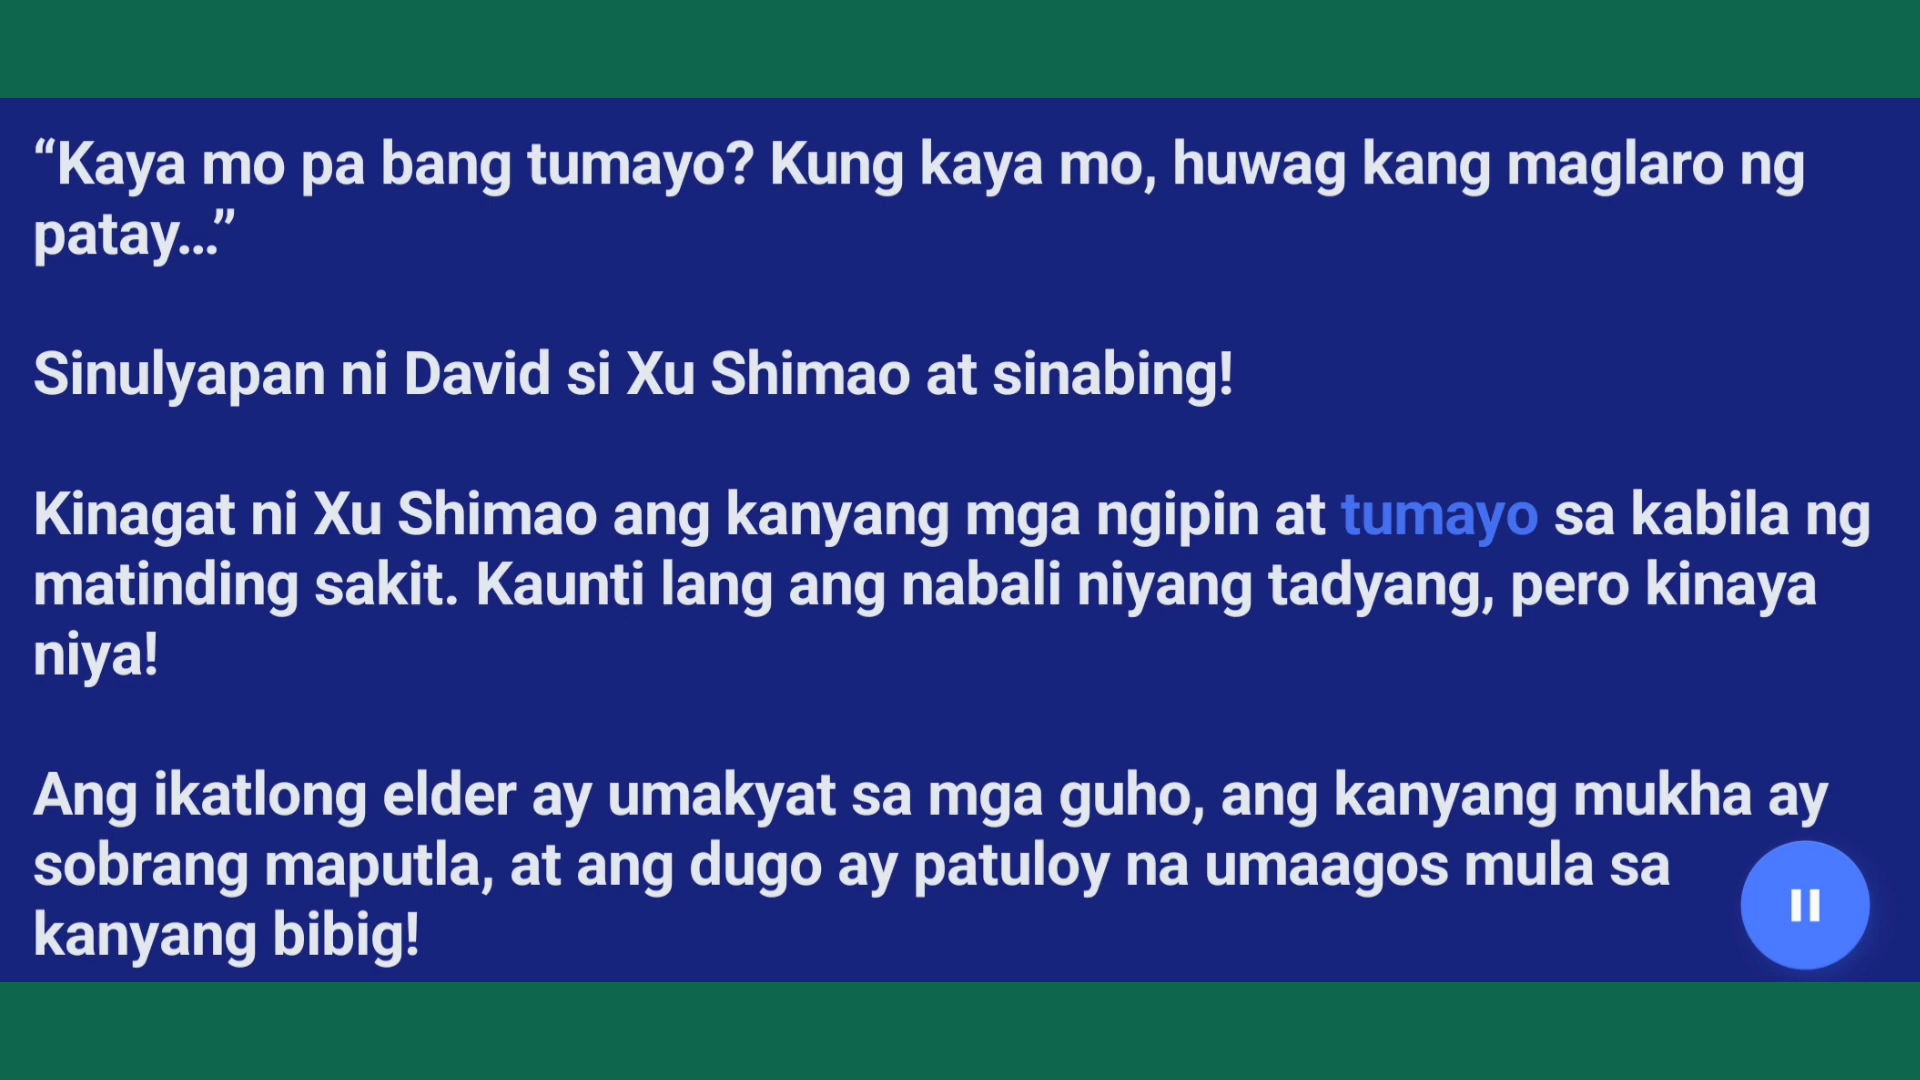 “Kaya mo pa bang tumayo? Kung kaya mo, huwag kang maglaro ng
patay...”
Sinulyapan ni David si Xu Shimao at sinabing!
Kinagat ni Xu Shimao ang kanyang mga ngipin at tumayo sa kabila ng
matinding sakit. Kaunti lang ang nabali niyang tadyang, pero kinaya
niya!
Ang ikatlong elder ay umakyat sa mga guho, ang kanyang mukha ay
sobrang maputla, at ang dugo ay patuloy na umaagos mula sa
kanyang bibig!